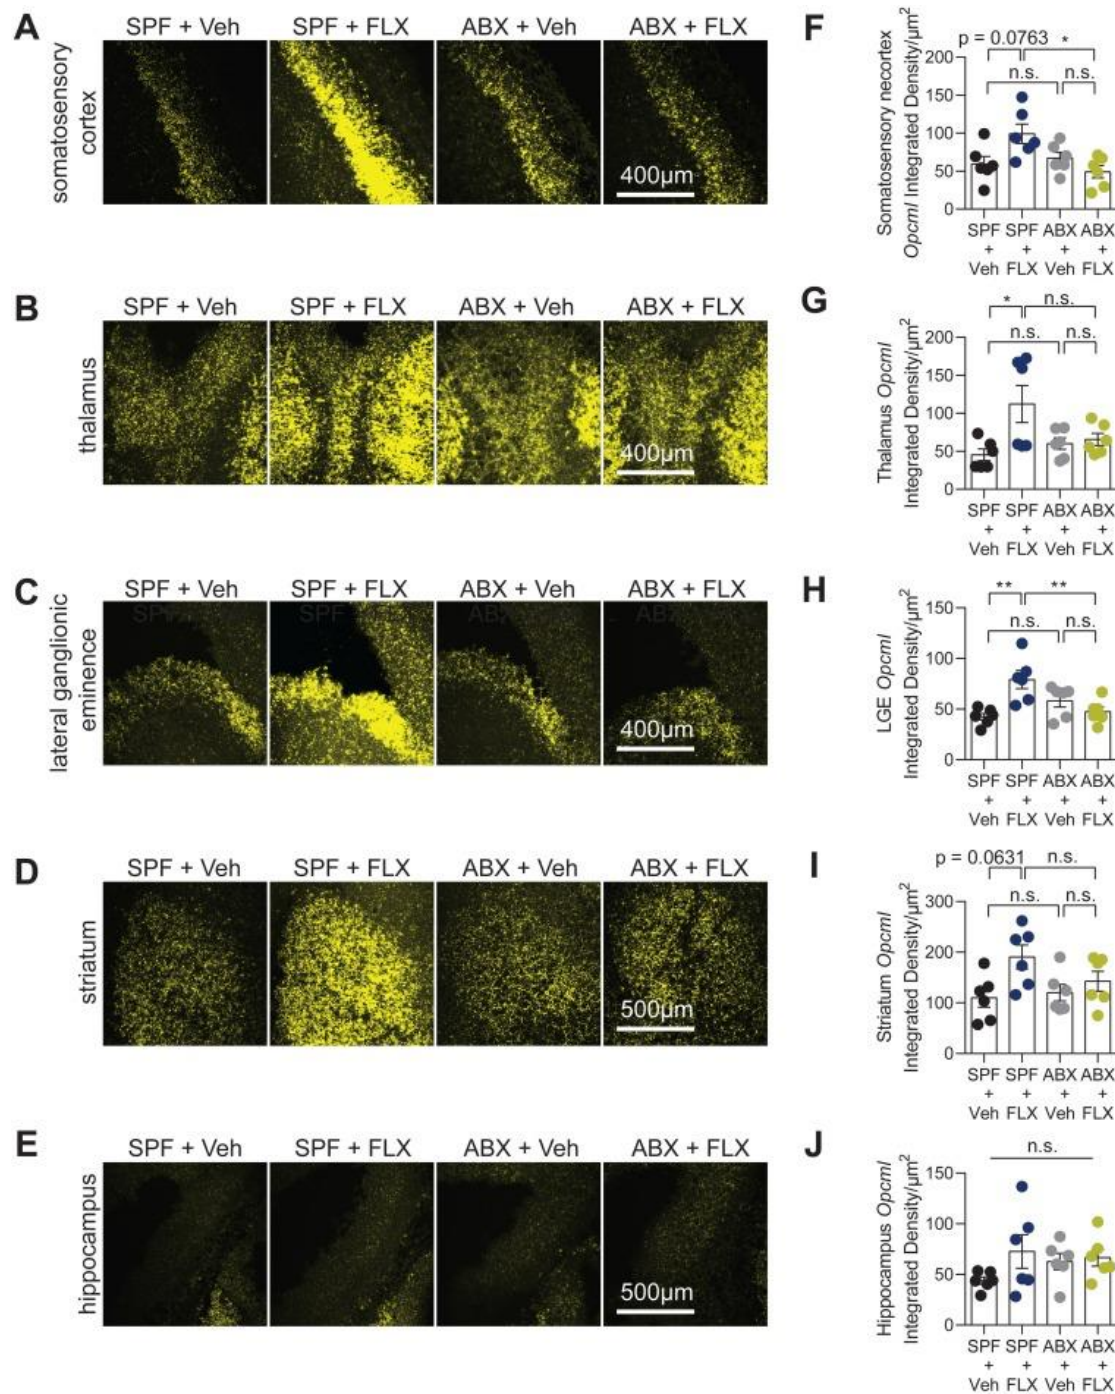 A
SPF + Veh
SPF + FLX
ABX + Veh
ABX + FLX
somatosensory
cortex
400µm
B
SPF + Veh
SPF + FLX
ABX + Veh
ABX + FLX
thalamus
400µm
C
SPF + Veh
SPF + FLX
ABX + Veh
ABX + FLX
lateral ganglionic
eminence
400µm
D
SPF + Veh
SPF + FLX
ABX + Veh
ABX + FLX
striatum
500µm
E
SPF + Veh
SPF + FLX
ABX + Veh
ABX + FLX
hippocampus
500µm
F
p = 0.0763 *
n.s. n.s.
Somatosensory necortex
Opcml Integrated Density/µm²
200
150
100
50
0
SPF SPF ABX ABX
+ + + +
Veh FLX Veh FLX
G
* n.s.
n.s. n.s.
Thalamus Opcml
Integrated Density/µm²
200
150
100
50
0
SPF SPF ABX ABX
+ + + +
Veh FLX Veh FLX
H
** **
n.s. n.s.
LGE Opcml
Integrated Density/µm²
150
100
50
0
SPF SPF ABX ABX
+ + + +
Veh FLX Veh FLX
I
p = 0.0631 n.s.
n.s. n.s.
Striatum Opcml
Integrated Density/µm²
300
200
100
0
SPF SPF ABX ABX
+ + + +
Veh FLX Veh FLX
J
n.s.
Hippocampus Opcml
Integrated Density/µm²
150
100
50
0
SPF SPF ABX ABX
+ + + +
Veh FLX Veh FLX